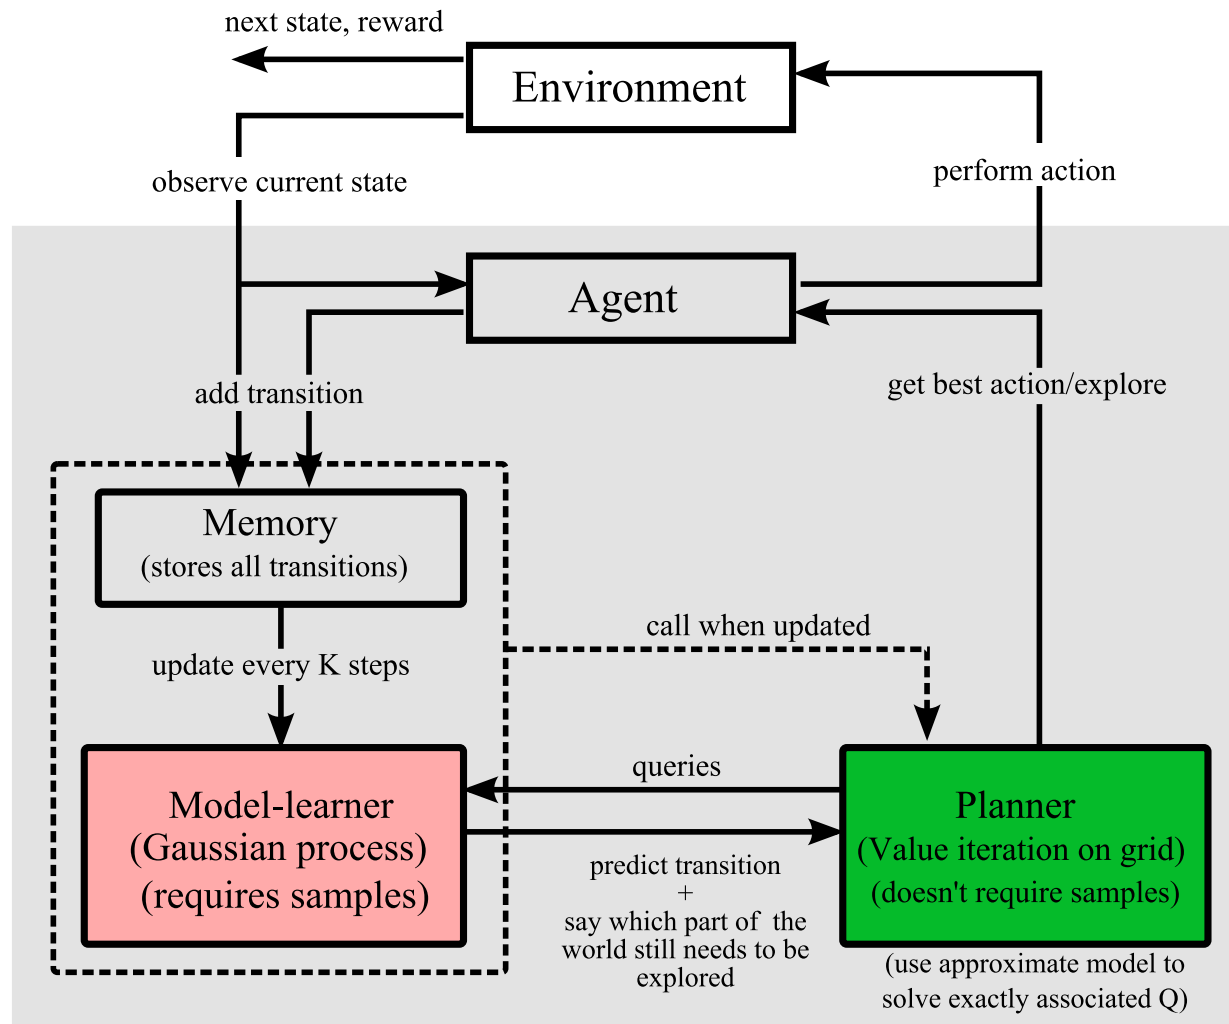 next state, reward
Environment
observe current state
perform action
Agent
add transition
get best action/explore
Memory
(stores all transitions)
call when updated
update every K steps
queries
Model-learner
(Gaussian process)
(requires samples)
Planner
(Value iteration on grid)
(doesn't require samples)
predict transition
+
say which part of the
world still needs to be
explored
(use approximate model to
solve exactly associated Q)